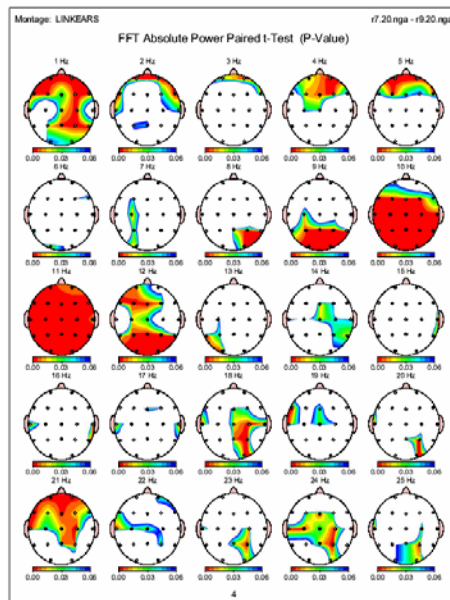 Montage: LINKEARS r7.20.nga - r9.20.nga
FFT Absolute Power Paired t-Test (P-Value)
1 Hz 2 Hz 3 Hz 4 Hz 5 Hz
0.00 0.03 0.06 0.00 0.03 0.06 0.00 0.03 0.06 0.00 0.03 0.06 0.00 0.03 0.06
6 Hz 7 Hz 8 Hz 9 Hz 10 Hz
0.00 0.03 0.06 0.00 0.03 0.06 0.00 0.03 0.06 0.00 0.03 0.06 0.00 0.03 0.06
11 Hz 12 Hz 13 Hz 14 Hz 15 Hz
0.00 0.03 0.06 0.00 0.03 0.06 0.00 0.03 0.06 0.00 0.03 0.06 0.00 0.03 0.06
16 Hz 17 Hz 18 Hz 19 Hz 20 Hz
0.00 0.03 0.06 0.00 0.03 0.06 0.00 0.03 0.06 0.00 0.03 0.06 0.00 0.03 0.06
21 Hz 22 Hz 23 Hz 24 Hz 25 Hz
0.00 0.03 0.06 0.00 0.03 0.06 0.00 0.03 0.06 0.00 0.03 0.06 0.00 0.03 0.06
4